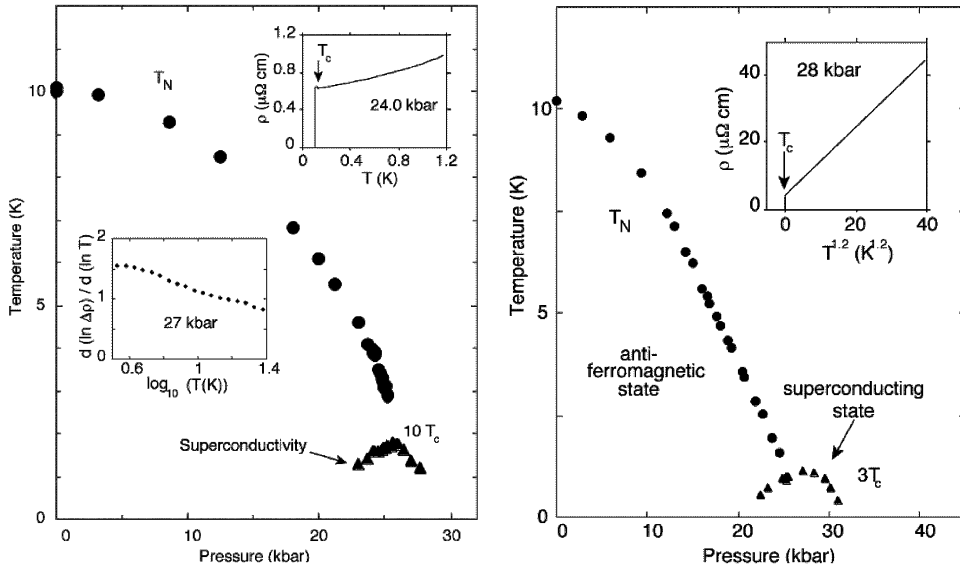 10
5
0
Temperature (K)
0
10
20
30
Pressure (kbar)
T_N
1.2
0.6
0
ρ (μΩ cm)
T_c
24.0 kbar
0
0.4
0.8
1.2
T (K)
2
1
0
d (ln Δρ) / d (ln T)
27 kbar
0.6
1
1.4
log10 (T(K))
Superconductivity
10 T_c
10
5
0
Temperature (K)
0
10
20
30
40
Pressure (kbar)
T_N
40
20
0
ρ (μΩ cm)
28 kbar
T_c
0
20
40
T^1.2 (K^1.2)
anti-
ferromagnetic
state
superconducting
state
3T_c